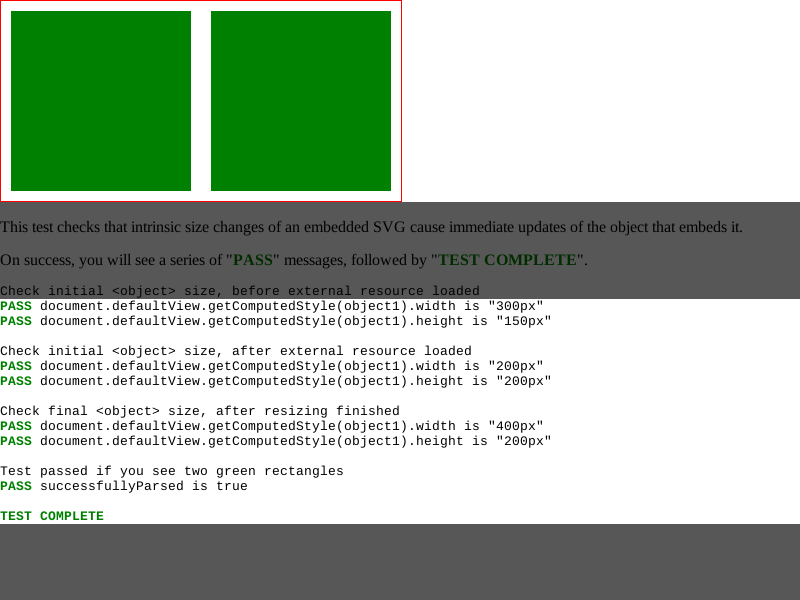 This test checks that intrinsic size changes of an embedded SVG cause immediate updates of the object that embeds it.
On success, you will see a series of "PASS" messages, followed by "TEST COMPLETE".
Check initial <object> size, before external resource loaded
PASS document.defaultView.getComputedStyle(object1).width is "300px"
PASS document.defaultView.getComputedStyle(object1).height is "150px"
Check initial <object> size, after external resource loaded
PASS document.defaultView.getComputedStyle(object1).width is "200px"
PASS document.defaultView.getComputedStyle(object1).height is "200px"
Check final <object> size, after resizing finished
PASS document.defaultView.getComputedStyle(object1).width is "400px"
PASS document.defaultView.getComputedStyle(object1).height is "200px"
Test passed if you see two green rectangles
PASS successfullyParsed is true
TEST COMPLETE